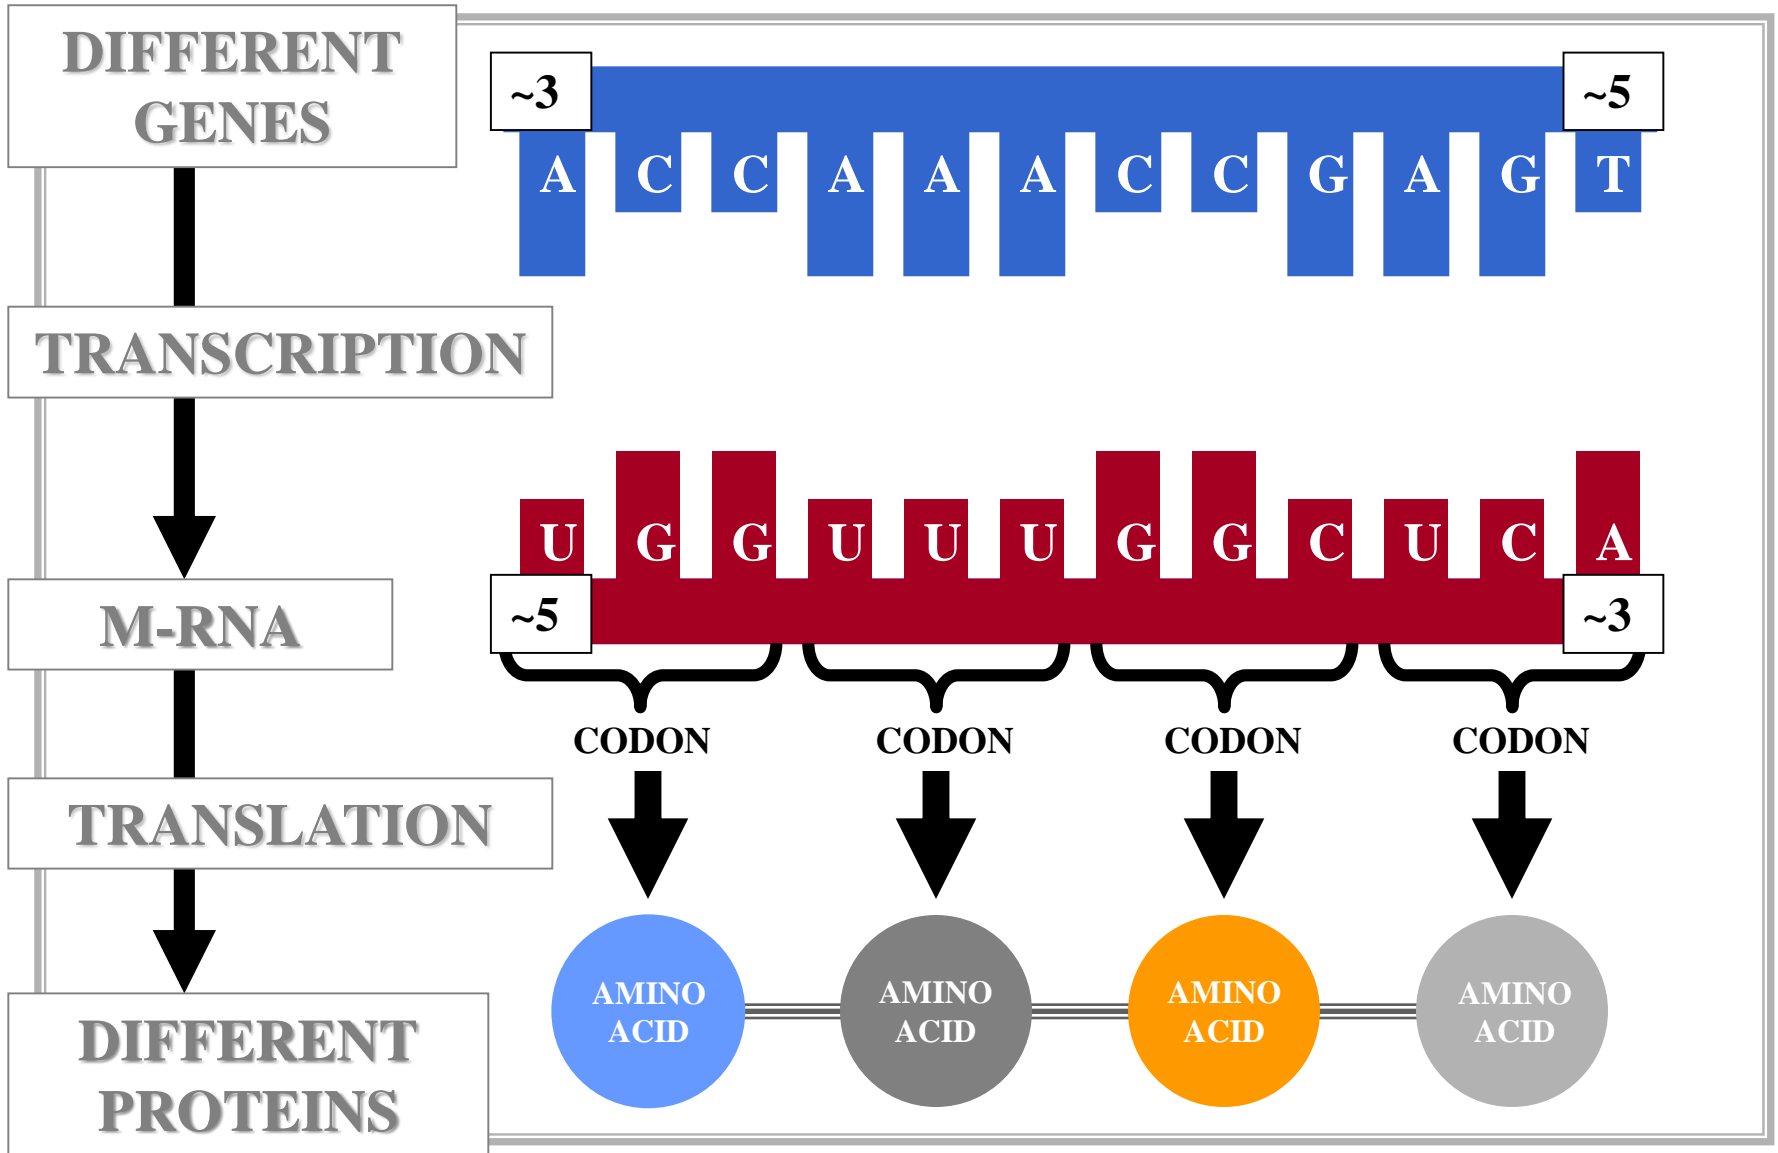 DIFFERENT
GENES
~3
~5
A C C A A A C C G A G T
TRANSCRIPTION
U G G U U U G G C U C A
~5
~3
M-RNA
CODON CODON CODON CODON
TRANSLATION
AMINO
ACID
AMINO
ACID
AMINO
ACID
AMINO
ACID
DIFFERENT
PROTEINS